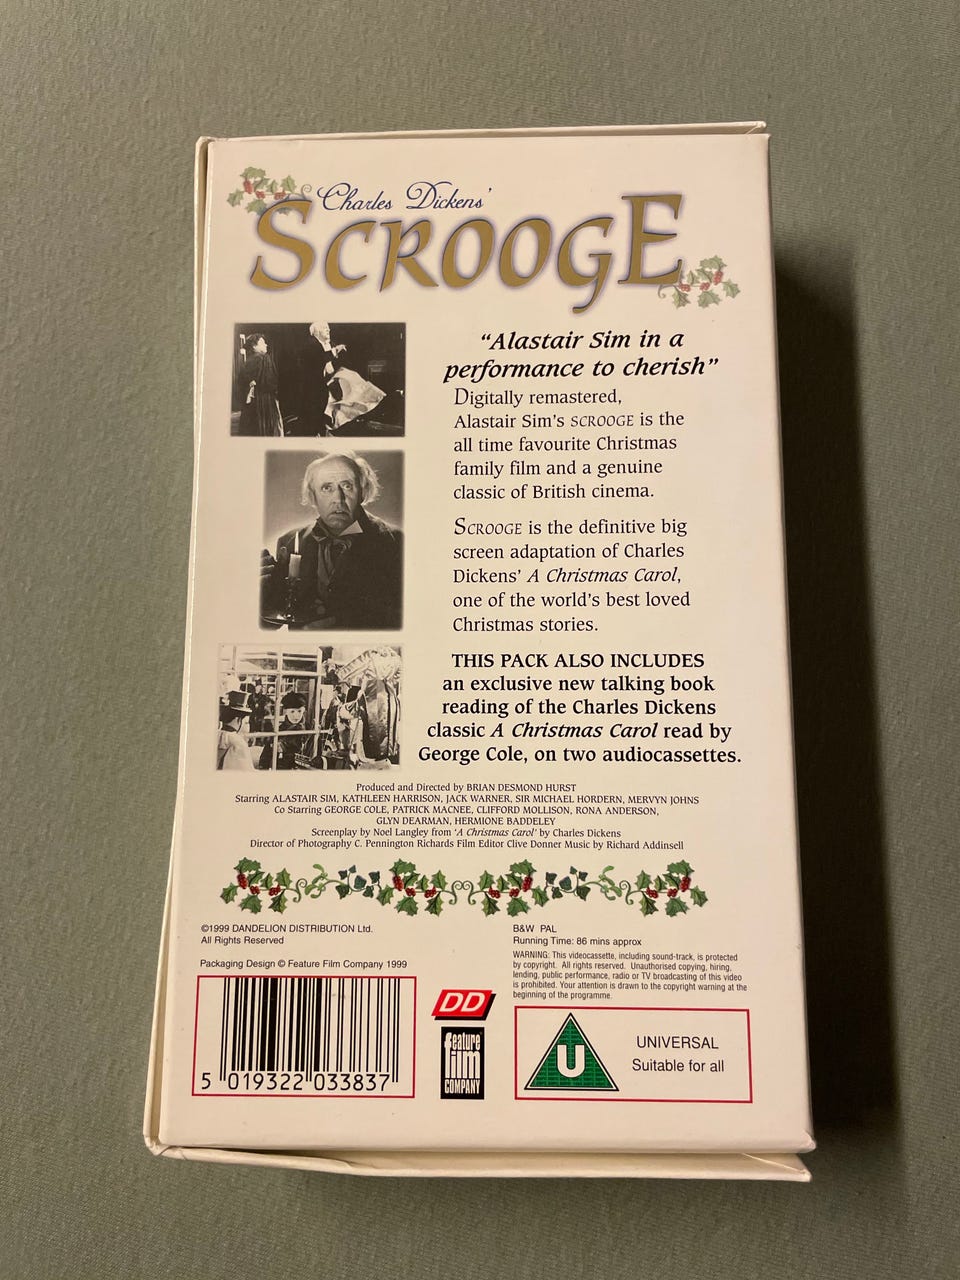 Charles Dickens'
SCROOGE
“Alastair Sim in a
performance to cherish”
Digitally remastered,
Alastair Sim's SCROOGE is the
all time favourite Christmas
family film and a genuine
classic of British cinema.
SCROOGE is the definitive big
screen adaptation of Charles
Dickens' A Christmas Carol,
one of the world's best loved
Christmas stories.
THIS PACK ALSO INCLUDES
an exclusive new talking book
reading of the Charles Dickens
classic A Christmas Carol read by
George Cole, on two audiocassettes.
Produced and Directed by BRIAN DESMOND HURST
Starring ALASTAIR SIM, KATHLEEN HARRISON, JACK WARNER, SIR MICHAEL HORDERN, MERVYN JOHNS
Co Starring GEORGE COLE, PATRICK MACNEE, CLIFFORD MOLLISON, RONA ANDERSON,
GLYN DEARMAN, HERMIONE BADDELEY
Screenplay by Noel Langley from 'A Christmas Carol' by Charles Dickens
Director of Photography C. Pennington Richards Film Editor Clive Donner Music by Richard Addinsell
©1999 DANDELION DISTRIBUTION Ltd.
All Rights Reserved
Packaging Design © Feature Film Company 1999
5 019322 033837
DD
feature
film
COMPANY
B&W PAL
Running Time: 86 mins approx
WARNING: This videocassette, including sound-track, is protected
by copyright. All rights reserved. Unauthorised copying, hiring,
lending, public performance, radio or TV broadcasting of this video
is prohibited. Your attention is drawn to the copyright warning at the
beginning of the programme.
U
UNIVERSAL
Suitable for all